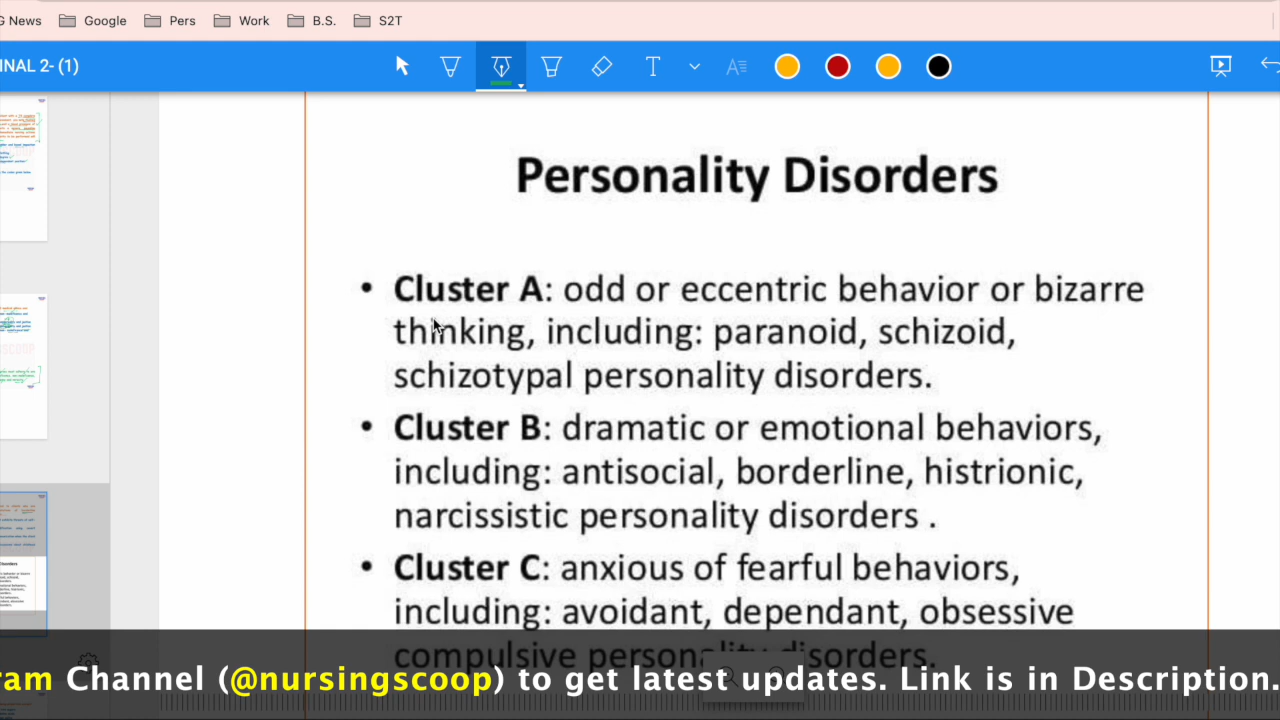 G News Google Pers Work B.S. S2T
INAL 2- (1)
Personality Disorders
• Cluster A: odd or eccentric behavior or bizarre
thinking, including: paranoid, schizoid,
schizotypal personality disorders.
• Cluster B: dramatic or emotional behaviors,
including: antisocial, borderline, histrionic,
narcissistic personality disorders .
• Cluster C: anxious of fearful behaviors,
including: avoidant, dependant, obsessive
compulsive personality disorders.
ram Channel (@nursingscoop) to get latest updates. Link is in Description.